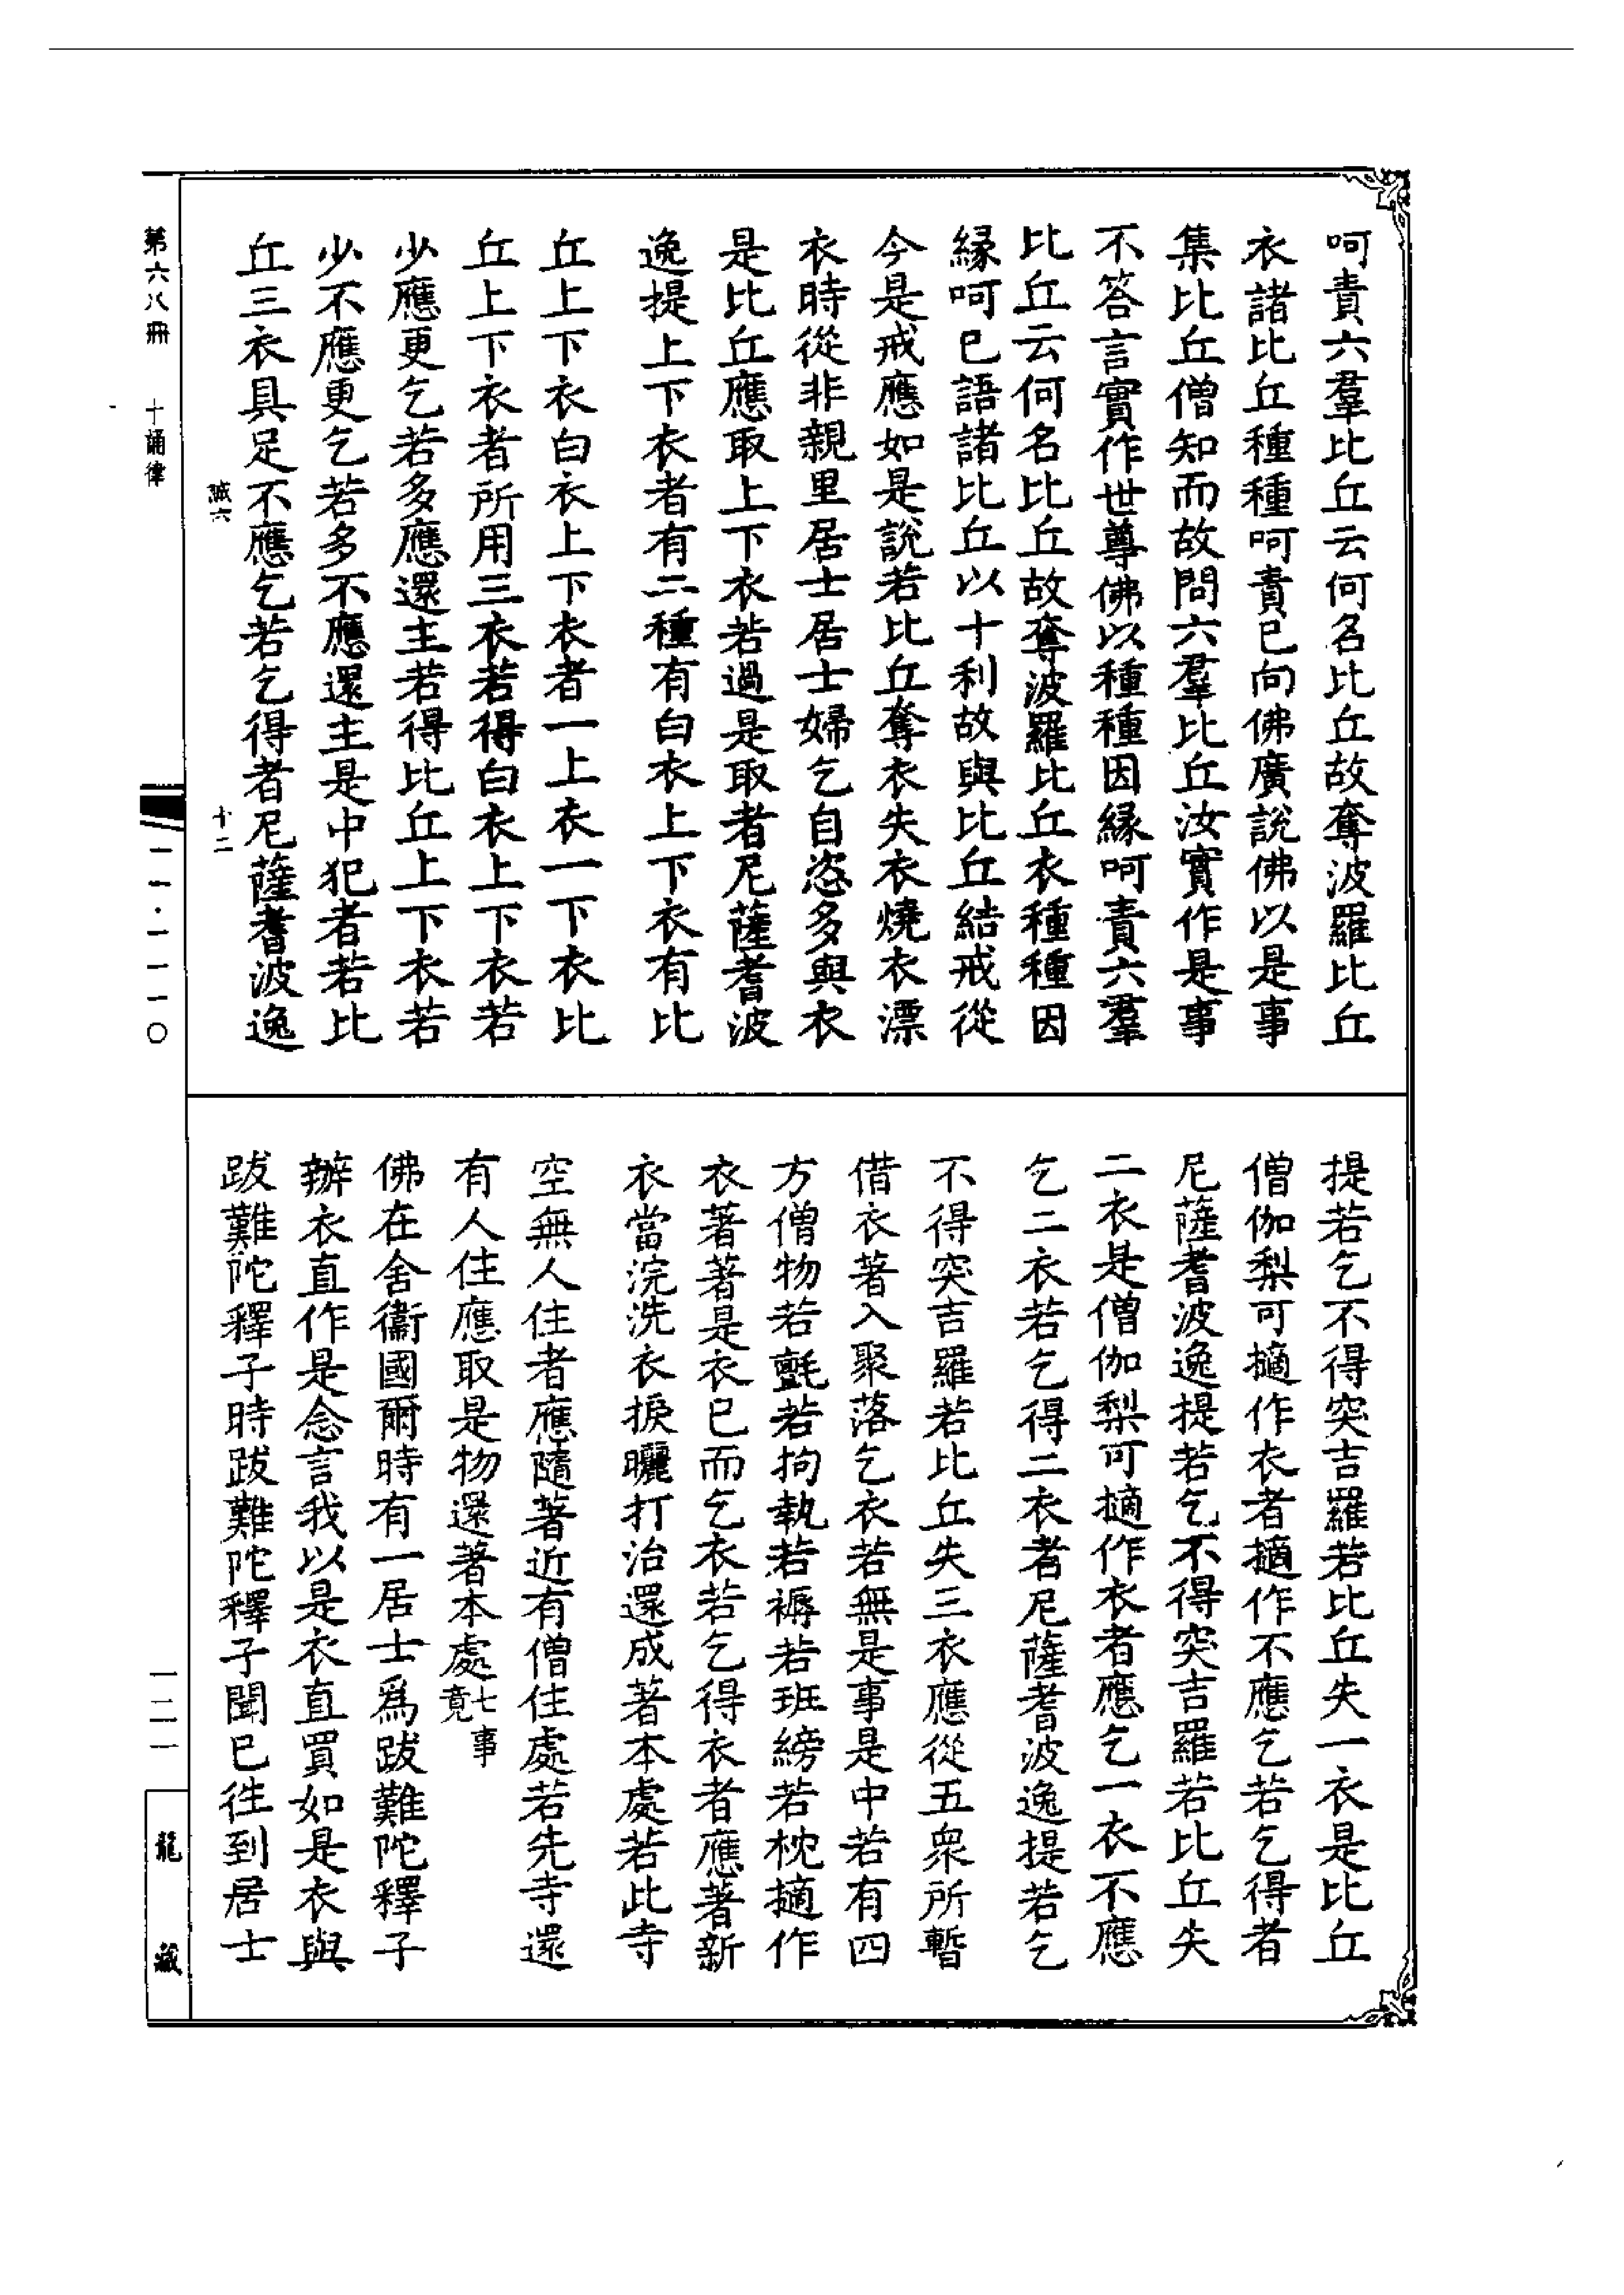 呵責六羣比丘云何名比丘故奪波羅比丘
衣諸比丘種種呵責已向佛廣說佛以是事
集比丘僧知而故問六羣比丘汝實作是事
不答言實作世尊佛以種種因緣呵責六羣
比丘云何名比丘故奪波羅比丘衣種種因
緣呵已語諸比丘以十利故與比丘結戒從
今是戒應如是說若比丘奪衣失衣燒衣漂
衣時從非親里居士居士婦乞自恣多與衣
是比丘應取上下衣若過是取者尼薩耆波
逸提上下衣者有二種有白衣上下衣有比
丘上下衣白衣上下衣者一上衣一下衣比
丘上下衣者所用三衣若得白衣上下衣若
少應更乞若多應還主若得比丘上下衣若
少不應更乞若多不應還主是中犯者若比
丘三衣具足不應乞若乞得者尼薩耆波逸
提若乞不得突吉羅若比丘失一衣是比丘
僧伽梨可擿作衣者擿作不應乞若乞得者
尼薩耆波逸提若乞不得突吉羅若比丘失
二衣是僧伽梨可擿作衣者應乞一衣不應
乞二衣若乞得二衣者尼薩耆波逸提若乞
不得突吉羅若比丘失三衣應從五眾所暫
借衣著入聚落乞衣若無是事是中若有四
方僧物若氍若拘執若褥若班縍若枕擿作
衣著著是衣已而乞衣若乞得衣者應著新
衣當浣洗衣捩曬打治還成著本處若此寺
空無人住者應隨著近有僧住處若先寺還
有人住應取是物還著本處七事竟
佛在舍衞國爾時有一居士爲跋難陀釋子
辦衣直作是念言我以是衣直買如是衣與
跋難陀釋子時跋難陀釋子聞已往到居士
誠六
十二
第六八冊 十誦律
一一·一一一〇
一二一
龍藏